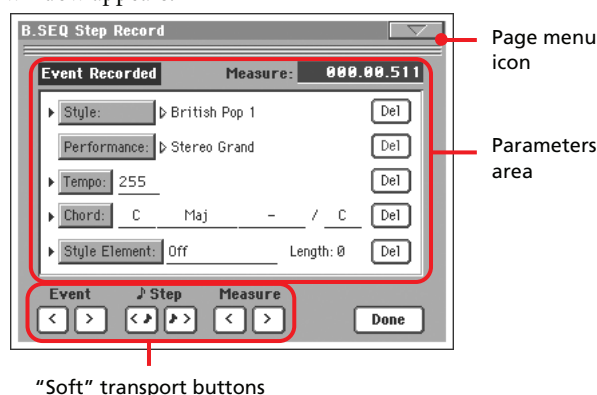 B.SEQ Step Record
Page menu icon
Event Recorded Measure: 000.00.511
Style: British Pop 1 Del
Performance: Stereo Grand Del
Parameters area
Tempo: 255 Del
Chord: C Maj - / C Del
Style Element: Off Length: 0 Del
Event ♪ Step Measure
< > < ♪ ♪ > < > Done
"Soft" transport buttons